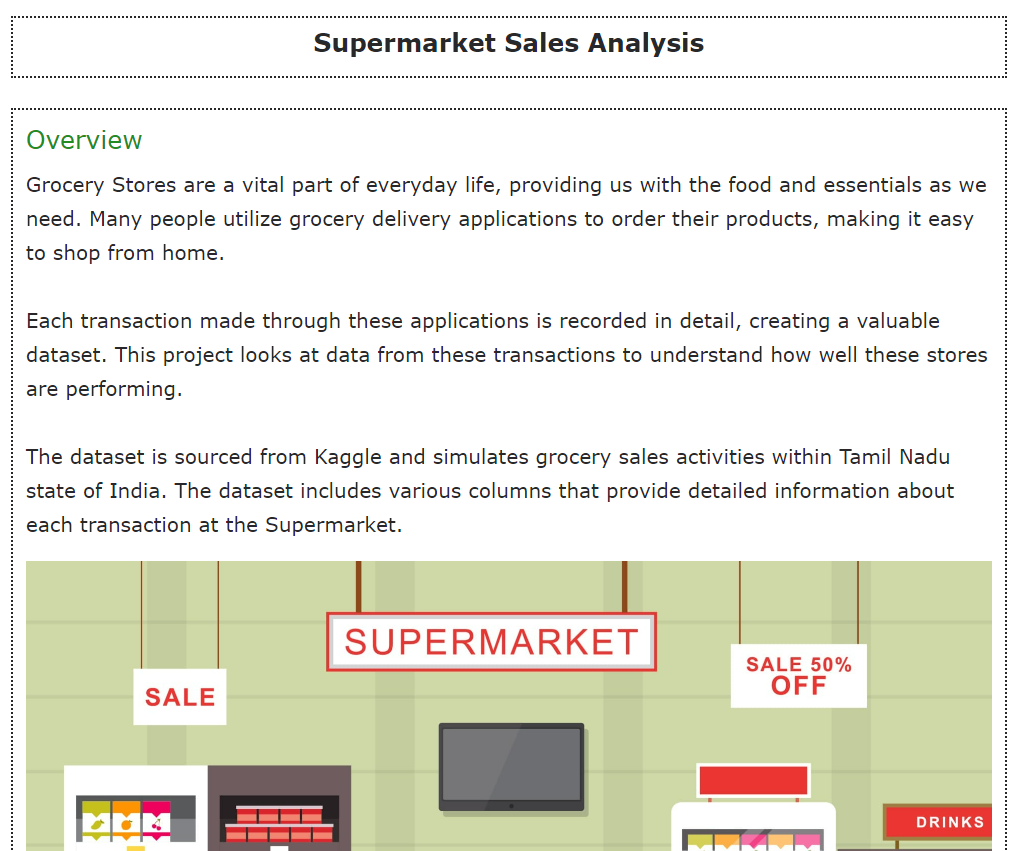 Supermarket Sales Analysis
Overview
Grocery Stores are a vital part of everyday life, providing us with the food and essentials as we
need. Many people utilize grocery delivery applications to order their products, making it easy
to shop from home.
Each transaction made through these applications is recorded in detail, creating a valuable
dataset. This project looks at data from these transactions to understand how well these stores
are performing.
The dataset is sourced from Kaggle and simulates grocery sales activities within Tamil Nadu
state of India. The dataset includes various columns that provide detailed information about
each transaction at the Supermarket.
SUPERMARKET
SALE
SALE 50%
OFF
DRINKS